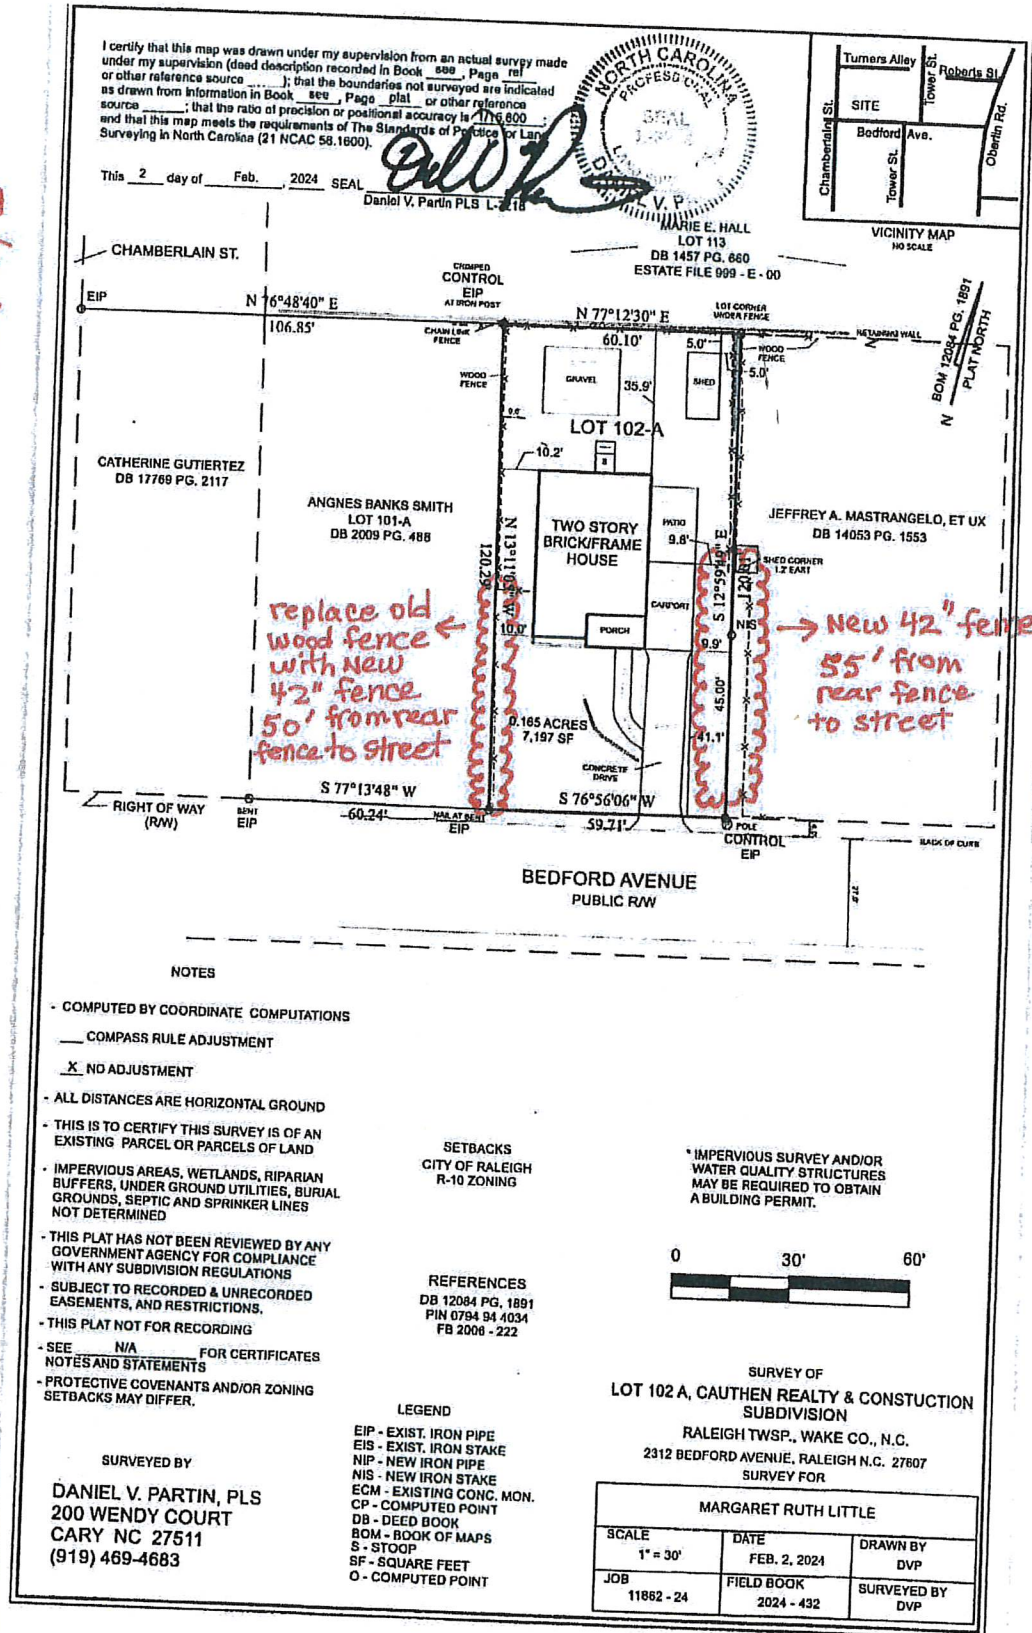 I certify that this map was drawn under my supervision from an actual survey made
under my supervision (deed description recorded in Book see, Page ref
or other reference source ____); that the boundaries not surveyed are indicated
as drawn from information in Book see, Page plat or other reference
source ____; that the ratio of precision or positional accuracy is 1/15,000;
and that this map meets the requirements of The Standards of Practice for Land
Surveying in North Carolina (21 NCAC 56.1600).
This 2 day of Feb., 2024 SEAL
Daniel V. Partin PLS
NORTH CAROLINA
PROFESSIONAL
SEAL
Turners Alley
Tower St.
Roberts St.
SITE
Chamberlain St.
Bedford Ave.
Tower St.
Oberlin Rd.
VICINITY MAP
NO SCALE
MARIE E. HALL
LOT 113
DB 1457 PG. 660
ESTATE FILE 999 - E - 00
CHAMBERLAIN ST.
EIP
N 76°48'40" E
106.85'
CRIMPED
CONTROL
EIP
AT IRON POST
N 77°12'30" E
60.10'
LOT CORNER
UNDER FENCE
CHAIN LINK
FENCE
RETAINING WALL
5.0'
WOOD
FENCE
5.0'
BOM 12084 PG. 1891
PLAT NORTH
N
WOOD
FENCE
GRAVEL
35.9'
SHED
LOT 102-A
S
10.2'
CATHERINE GUTIERTEZ
DB 17769 PG. 2117
ANGNES BANKS SMITH
LOT 101-A
DB 2009 PG. 488
TWO STORY
BRICK/FRAME
HOUSE
PATIO
9.8'
JEFFREY A. MASTRANGELO, ET UX
DB 14053 PG. 1553
SHED CORNER
1.2' EAST
120.29'
CARPORT
NIS
PORCH
10.0'
9.9'
45.00'
replace old
wood fence
with New
42" fence
50' from rear
fence to street
New 42" fence
55' from
rear fence
to street
0.165 ACRES
7,197 SF
41.1'
CONCRETE
DRIVE
S 77°13'48" W
60.24'
S 76°56'06" W
59.71'
RIGHT OF WAY
(R/W)
BENT
EIP
NAIL AT BENT
EIP
POLE
CONTROL
EIP
BACK OF CURB
BEDFORD AVENUE
PUBLIC R/W
NOTES
- COMPUTED BY COORDINATE COMPUTATIONS
___ COMPASS RULE ADJUSTMENT
X NO ADJUSTMENT
- ALL DISTANCES ARE HORIZONTAL GROUND
- THIS IS TO CERTIFY THIS SURVEY IS OF AN
EXISTING PARCEL OR PARCELS OF LAND
- IMPERVIOUS AREAS, WETLANDS, RIPARIAN
BUFFERS, UNDER GROUND UTILITIES, BURIAL
GROUNDS, SEPTIC AND SPRINKER LINES
NOT DETERMINED
- THIS PLAT HAS NOT BEEN REVIEWED BY ANY
GOVERNMENT AGENCY FOR COMPLIANCE
WITH ANY SUBDIVISION REGULATIONS
- SUBJECT TO RECORDED & UNRECORDED
EASEMENTS, AND RESTRICTIONS.
- THIS PLAT NOT FOR RECORDING
- SEE N/A FOR CERTIFICATES
NOTES AND STATEMENTS
- PROTECTIVE COVENANTS AND/OR ZONING
SETBACKS MAY DIFFER.
SETBACKS
CITY OF RALEIGH
R-10 ZONING
* IMPERVIOUS SURVEY AND/OR
WATER QUALITY STRUCTURES
MAY BE REQUIRED TO OBTAIN
A BUILDING PERMIT.
0 30' 60'
REFERENCES
DB 12084 PG, 1891
PIN 0794 94 4034
FB 2006 - 222
LEGEND
EIP - EXIST. IRON PIPE
EIS - EXIST. IRON STAKE
NIP - NEW IRON PIPE
NIS - NEW IRON STAKE
ECM - EXISTING CONC. MON.
CP - COMPUTED POINT
DB - DEED BOOK
BOM - BOOK OF MAPS
S - STOOP
SF - SQUARE FEET
O - COMPUTED POINT
SURVEYED BY
DANIEL V. PARTIN, PLS
200 WENDY COURT
CARY NC 27511
(919) 469-4683
SURVEY OF
LOT 102 A, CAUTHEN REALTY & CONSTUCTION
SUBDIVISION
RALEIGH TWSP., WAKE CO., N.C.
2312 BEDFORD AVENUE, RALEIGH N.C. 27607
SURVEY FOR
MARGARET RUTH LITTLE
SCALE
1" = 30'
DATE
FEB. 2, 2024
DRAWN BY
DVP
JOB
11862 - 24
FIELD BOOK
2024 - 432
SURVEYED BY
DVP